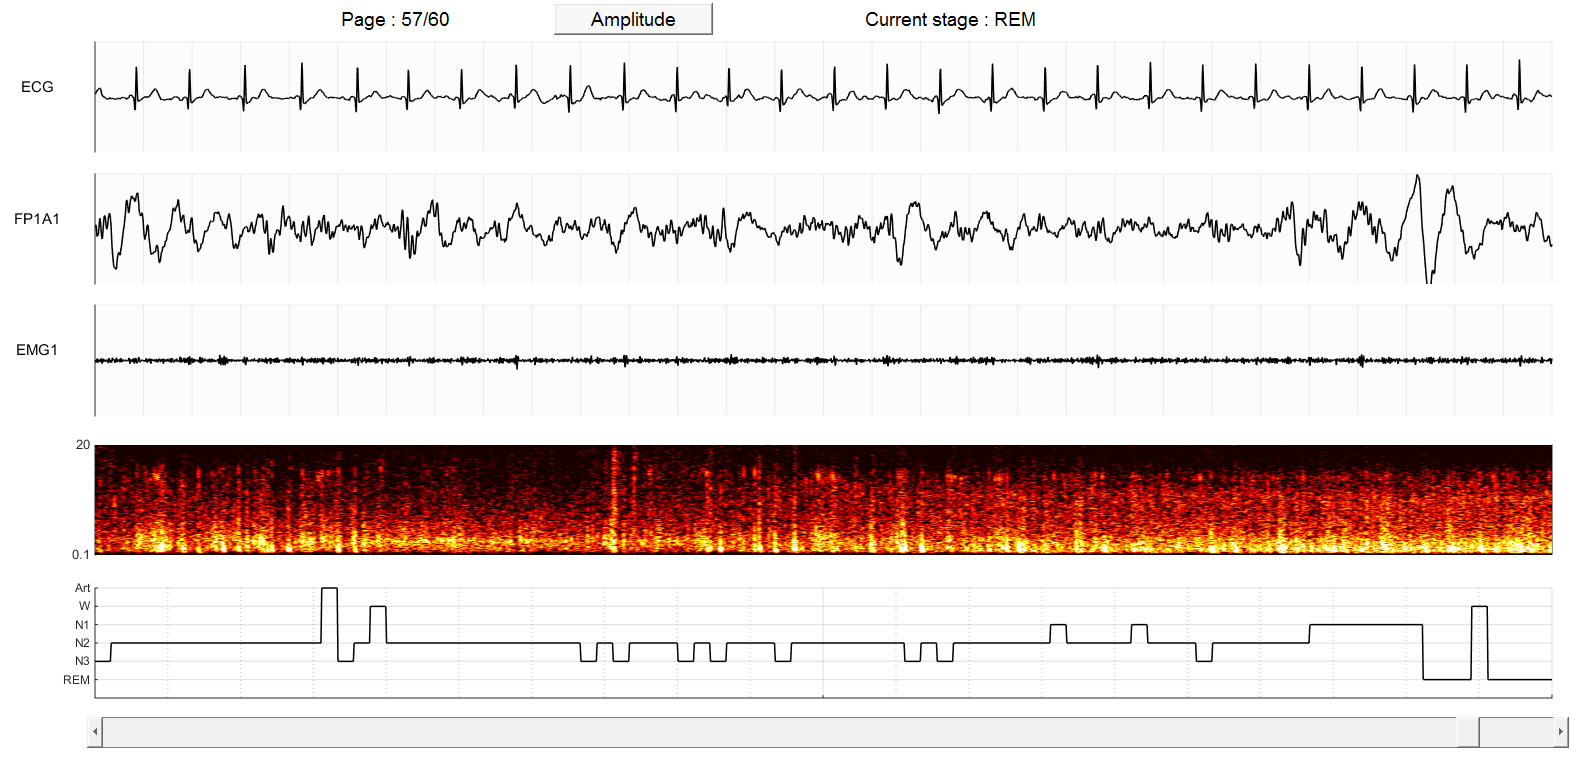 Page : 57/60
Amplitude
Current stage : REM
ECG
FP1A1
EMG1
20
0.1
Art
W
N1
N2
N3
REM